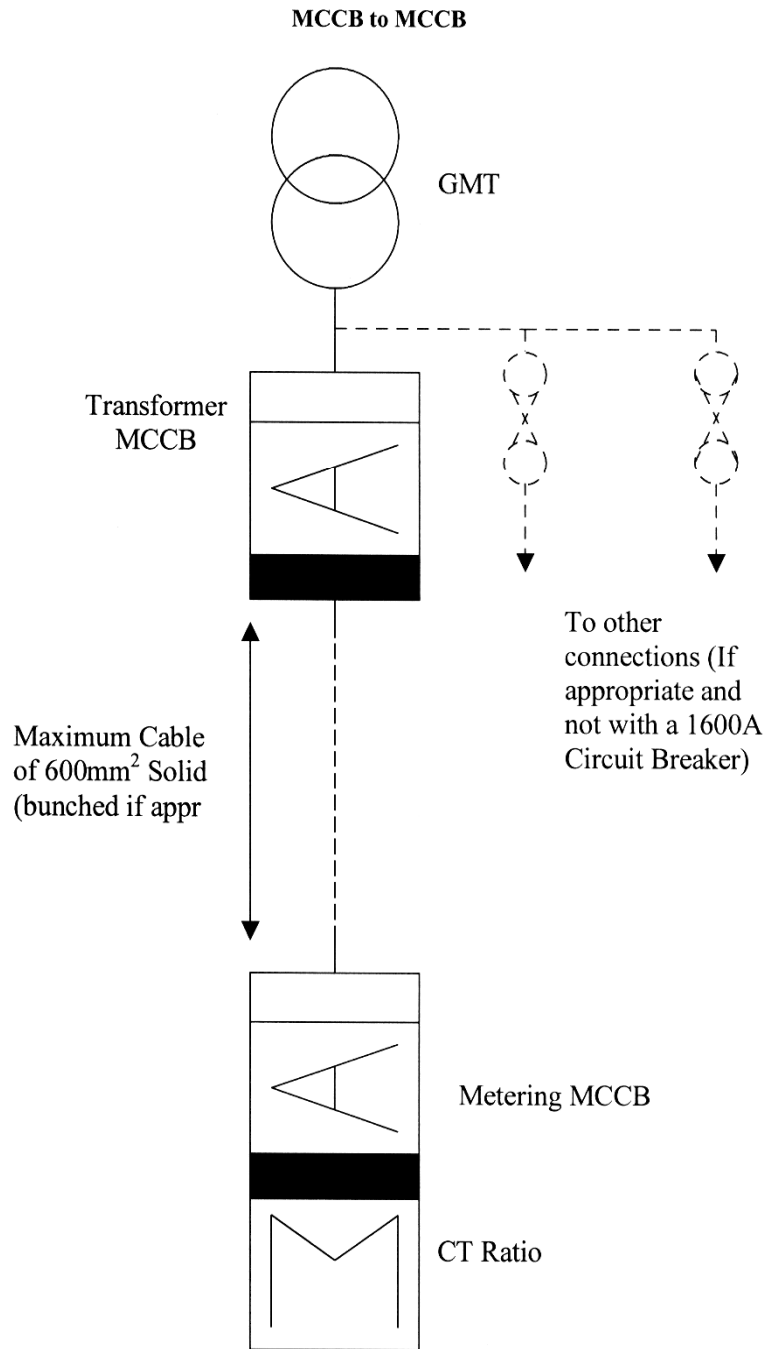 MCCB to MCCB
GMT
Transformer
MCCB
To other
connections (If
appropriate and
not with a 1600A
Circuit Breaker)
Maximum Cable
of 600mm² Solid
(bunched if appr
Metering MCCB
CT Ratio